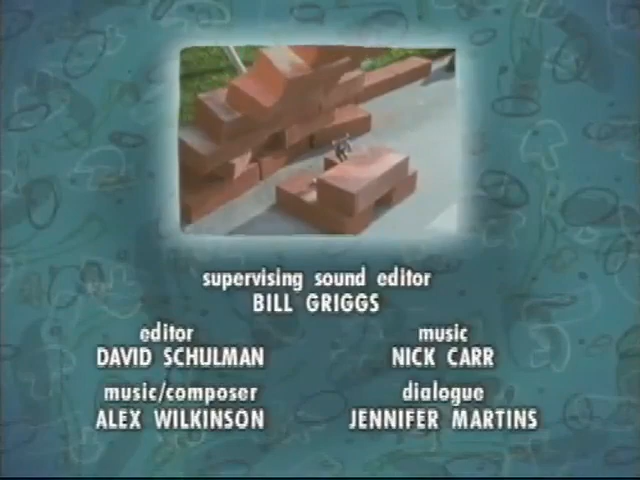 supervising sound editor
BILL GRIGGS
editor
DAVID SCHULMAN
music
NICK CARR
music/composer
ALEX WILKINSON
dialogue
JENNIFER MARTINS